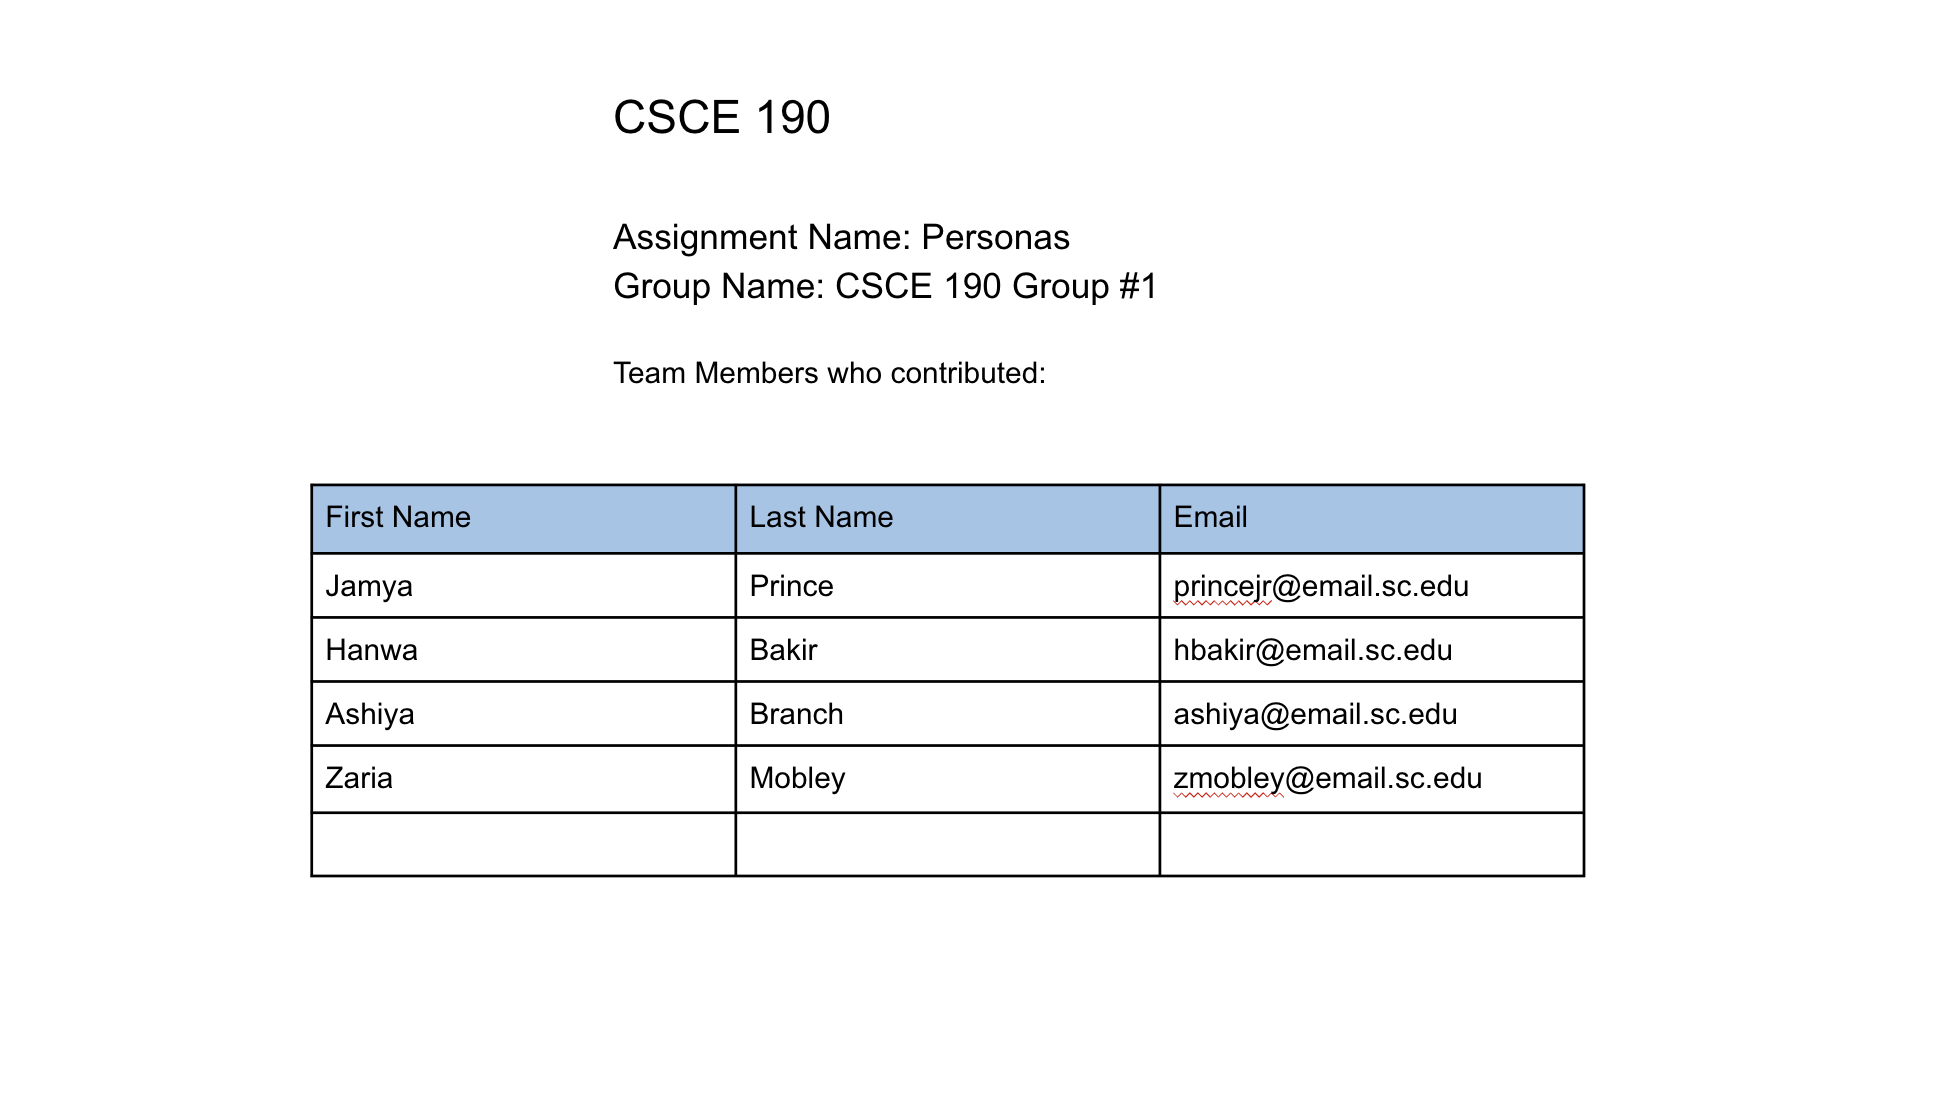 CSCE 190
Assignment Name: Personas
Group Name: CSCE 190 Group #1
Team Members who contributed:
First Name Last Name Email
Jamya Prince princejr@email.sc.edu
Hanwa Bakir hbakir@email.sc.edu
Ashiya Branch ashiya@email.sc.edu
Zaria Mobley zmobley@email.sc.edu